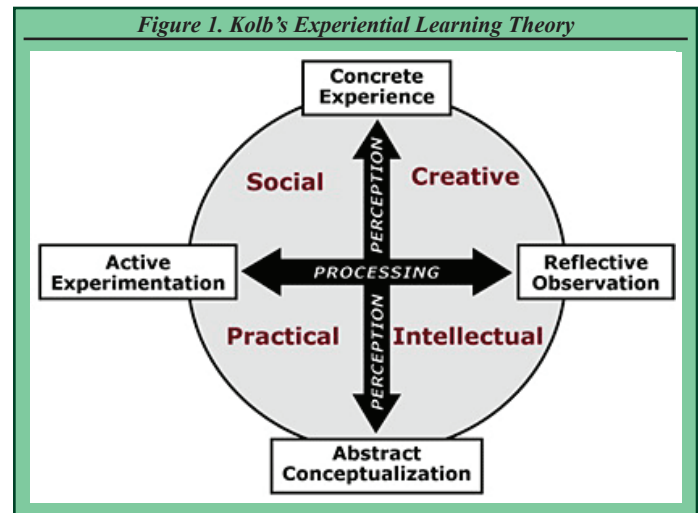 Figure 1. Kolb's Experiential Learning Theory
Concrete
Experience
Social
Creative
PERCEPTION
Active
Experimentation
PROCESSING
Reflective
Observation
Practical
Intellectual
PERCEPTION
Abstract
Conceptualization